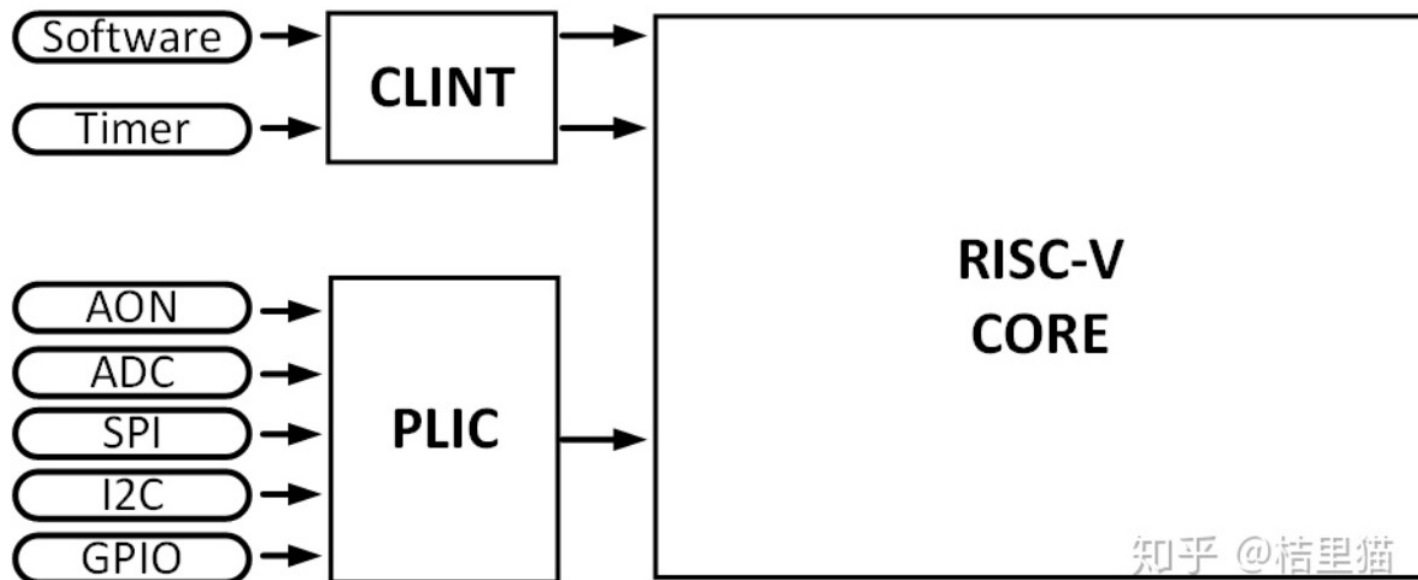 Software
Timer
CLINT
AON
ADC
SPI
I2C
GPIO
PLIC
RISC-V
CORE
知乎 @桔里猫